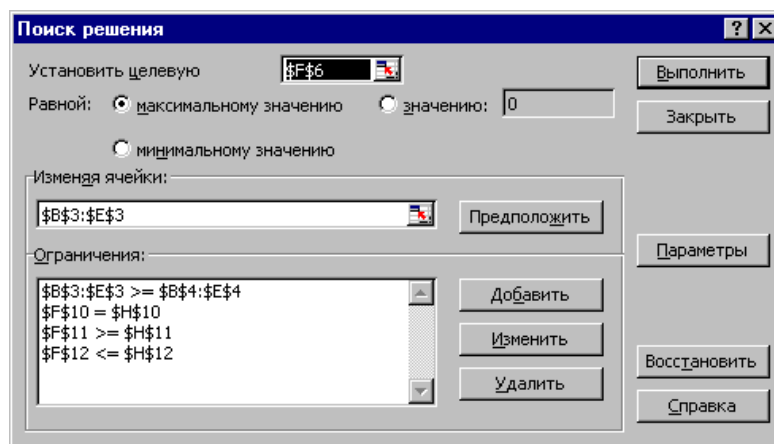 Поиск решения
Установить целевую $F$6 Выполнить
Равной: максимальному значению значению: 0 Закрыть
минимальному значению
Изменяя ячейки:
$B$3:$E$3 Предположить
Параметры
Ограничения:
$B$3:$E$3 >= $B$4:$E$4 Добавить
$F$10 = $H$10
$F$11 >= $H$11 Изменить
$F$12 <= $H$12
Восстановить
Удалить
Справка